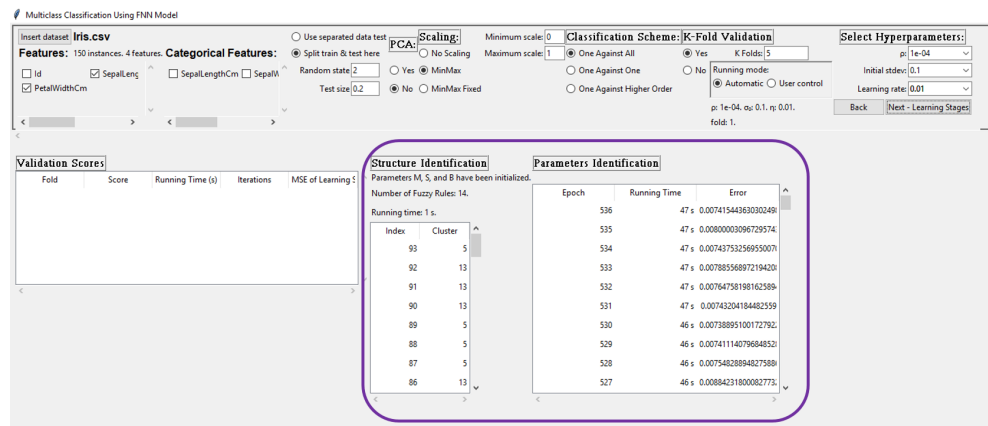 Multiclass Classification Using FNN Model
Insert dataset Iris.csv
Features: 150 instances. 4 features. Categorical Features:
Id SepalLeng SepalLengthCm SepalW
PetalWidthCm
Use separated data test
Split train & test here
Random state 2
Test size 0.2
PCA:
Yes
No
Scaling:
No Scaling
MinMax
MinMax Fixed
Minimum scale: 0
Maximum scale: 1
Classification Scheme:
One Against All
One Against One
One Against Higher Order
K-Fold Validation
Yes K Folds: 5
No Running mode:
Automatic User control
ρ: 1e-04. σ₀: 0.1. η: 0.01.
fold: 1.
Select Hyperparameters:
ρ: 1e-04
Initial stdev: 0.1
Learning rate: 0.01
Back Next - Learning Stages
Validation Scores
Fold Score Running Time (s) Iterations MSE of Learning S
Structure Identification
Parameters M, S, and B have been initialized.
Number of Fuzzy Rules: 14.
Running time: 1 s.
Index Cluster
93 5
92 13
91 13
90 13
89 5
88 5
87 5
86 13
Parameters Identification
Epoch Running Time Error
536 47 s
535 47 s
534 47 s
533 47 s
532 47 s
531 47 s 0.00743204184482559
530 46 s
529 46 s
528 46 s
527 46 s